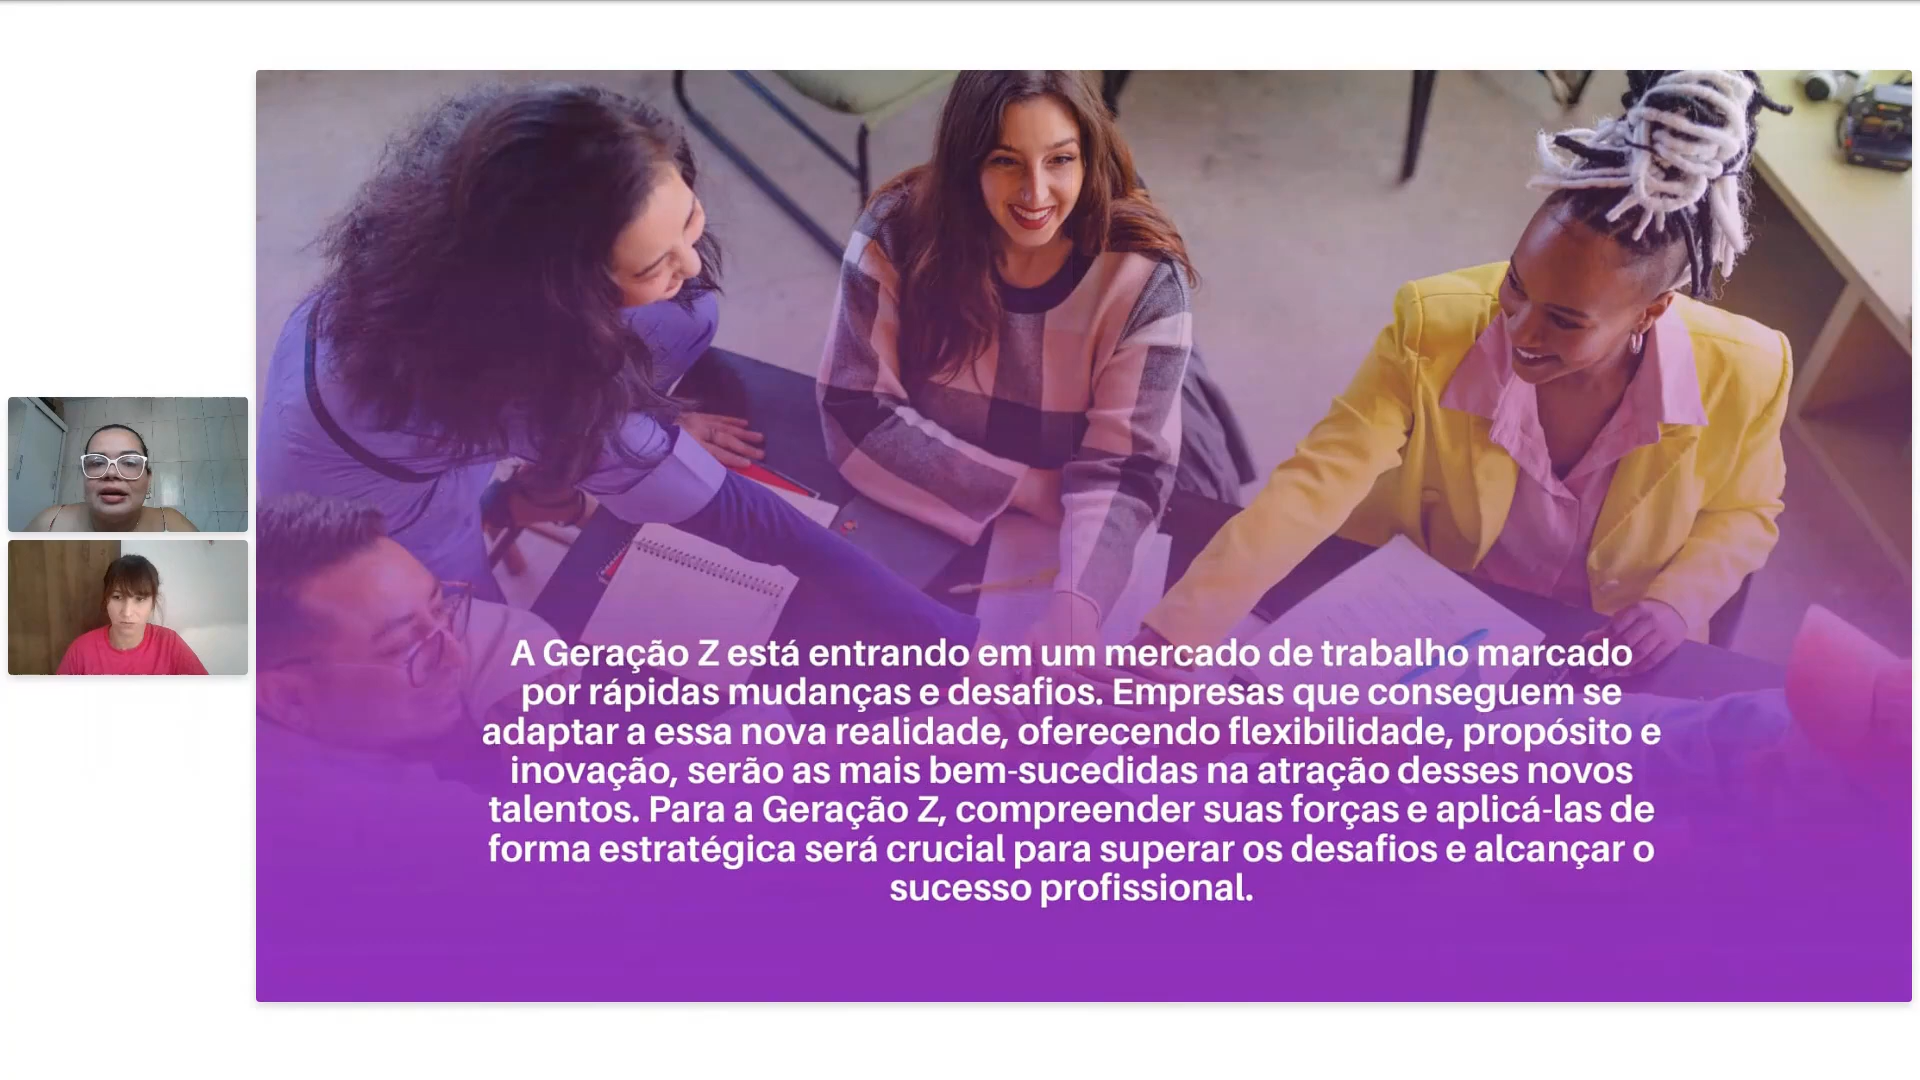 A Geração Z está entrando em um mercado de trabalho marcado
por rápidas mudanças e desafios. Empresas que conseguem se
adaptar a essa nova realidade, oferecendo flexibilidade, propósito e
inovação, serão as mais bem-sucedidas na atração desses novos
talentos. Para a Geração Z, compreender suas forças e aplicá-las de
forma estratégica será crucial para superar os desafios e alcançar o
sucesso profissional.